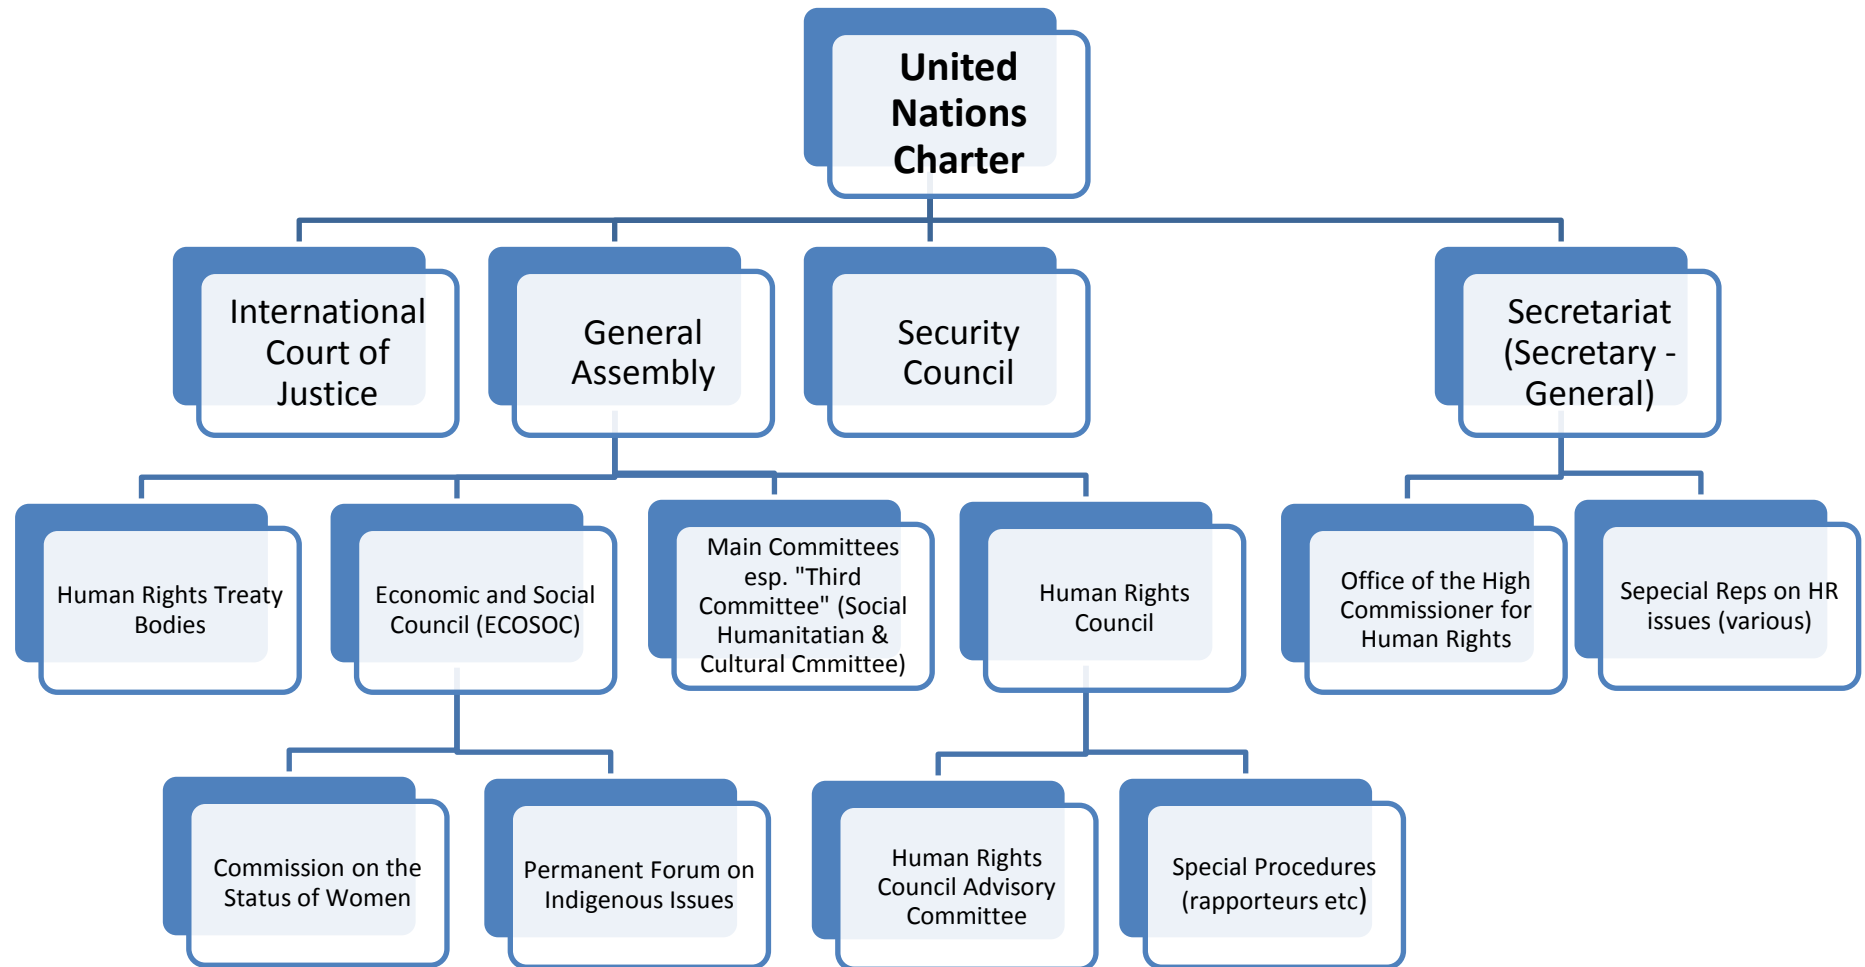 United
Nations
Charter
International
Court of
Justice
General
Assembly
Security
Council
Secretariat
(Secretary -
General)
Human Rights Treaty
Bodies
Economic and Social
Council (ECOSOC)
Main Committees
esp. "Third
Committee" (Social
Humanitatian &
Cultural Cmmittee)
Human Rights
Council
Office of the High
Commissioner for
Human Rights
Sepecial Reps on HR
issues (various)
Commission on the
Status of Women
Permanent Forum on
Indigenous Issues
Human Rights
Council Advisory
Committee
Special Procedures
(rapporteurs etc)